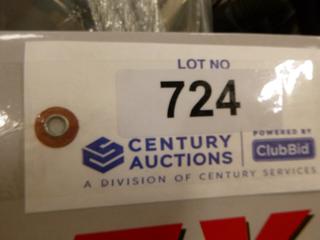 LOT NO
724
CENTURY
AUCTIONS
POWERED BY
ClubBid
A DIVISION OF CENTURY SERVICES